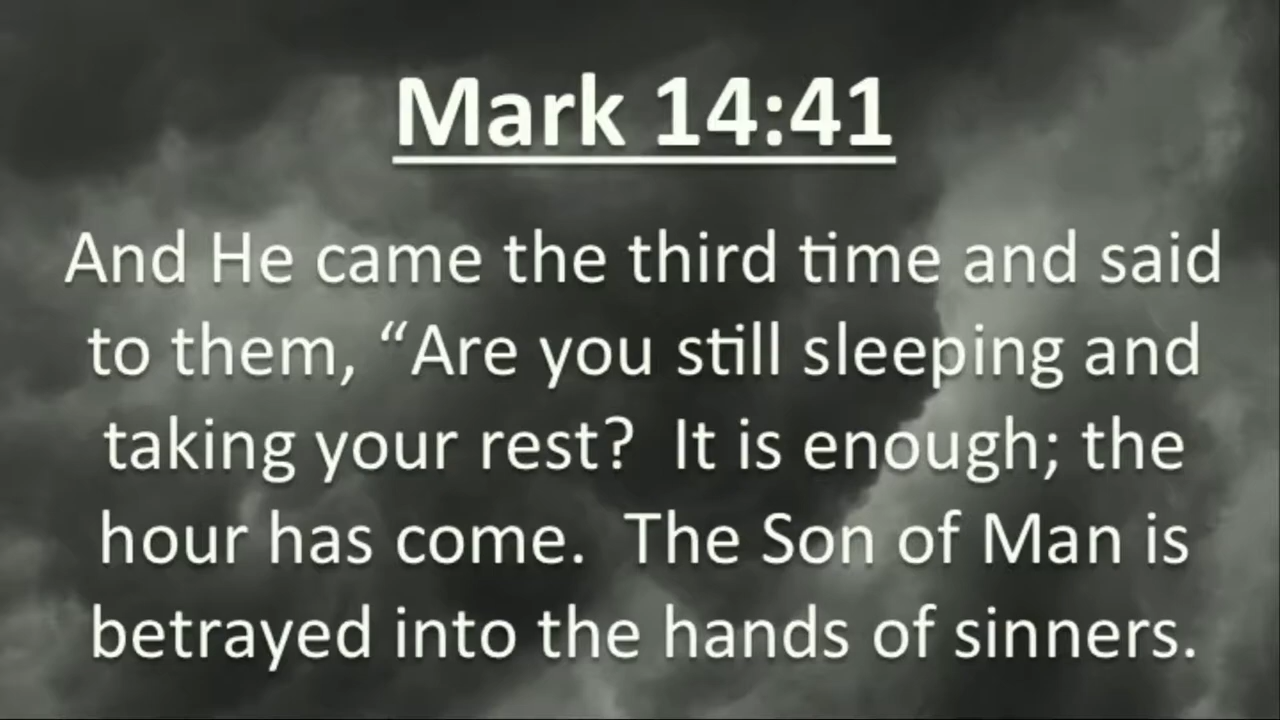 Mark 14:41
And He came the third time and said
to them, “Are you still sleeping and
taking your rest?  It is enough; the
hour has come.  The Son of Man is
betrayed into the hands of sinners.